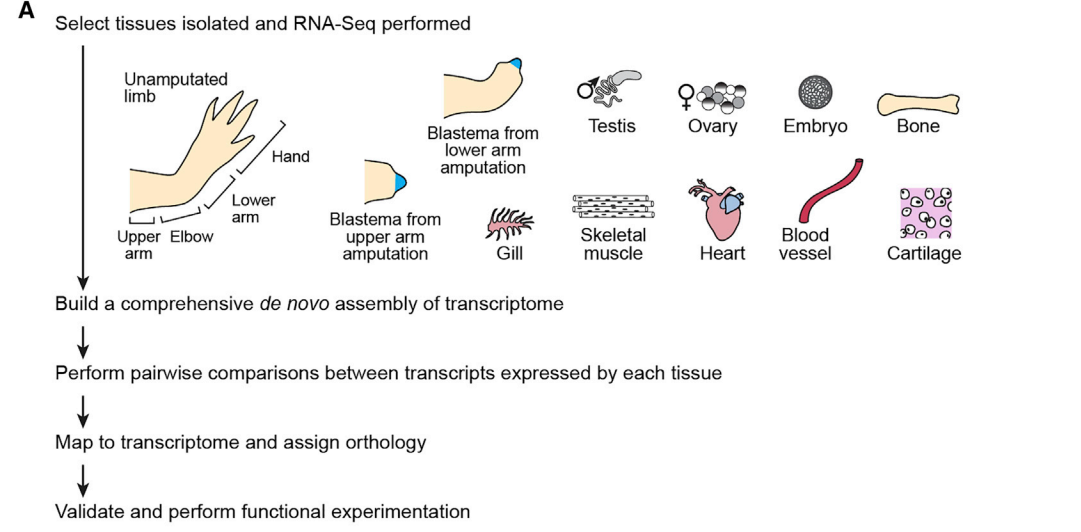 A
Select tissues isolated and RNA-Seq performed
Unamputated
limb
Hand
Lower
arm
Upper
arm
Elbow
Blastema from
upper arm
amputation
Blastema from
lower arm
amputation
Gill
Testis
Ovary
Embryo
Bone
Skeletal
muscle
Heart
Blood
vessel
Cartilage
Build a comprehensive de novo assembly of transcriptome
Perform pairwise comparisons between transcripts expressed by each tissue
Map to transcriptome and assign orthology
Validate and perform functional experimentation